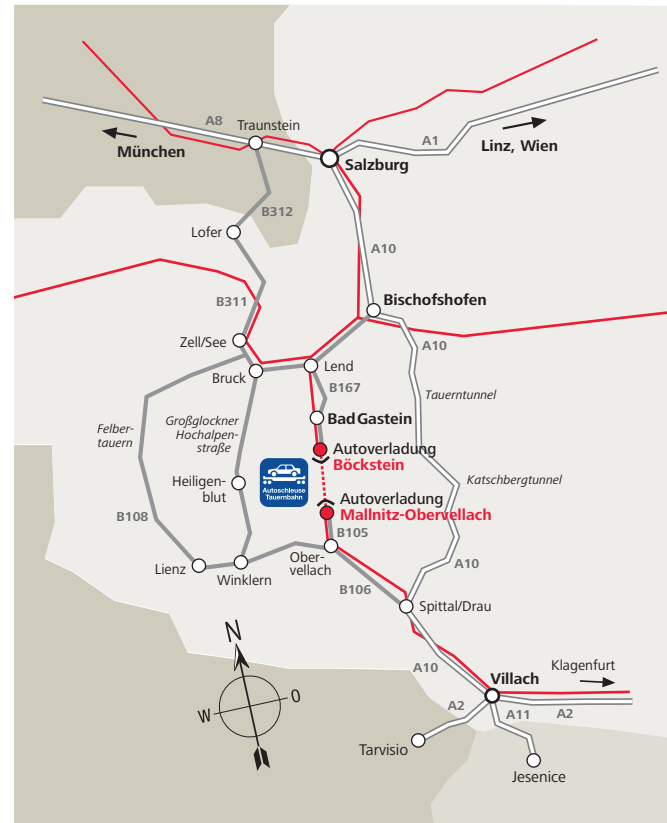 A8
Traunstein
München
A1
Linz, Wien
Salzburg
B312
Lofer
A10
B311
Bischofshofen
Zell/See
A10
Lend
Bruck
B167
Tauerntunnel
Felber-
tauern
Großglockner
Hochalpen-
straße
Bad Gastein
Autoverladung
Böckstein
Autoschleuse
Tauernbahn
Heiligen-
blut
Katschbergtunnel
Autoverladung
Mallnitz-Obervellach
B108
B105
Ober-
vellach
Lienz
Winklern
A10
B106
Spittal/Drau
N
W
O
A10
Villach
Klagenfurt
A2
A11
A2
Tarvisio
Jesenice